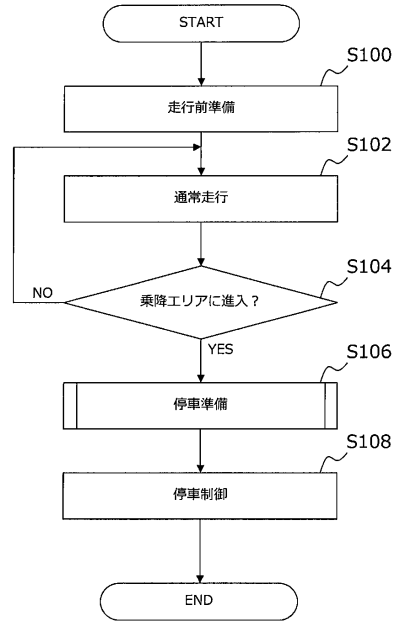 START
S100
走行前準備
S102
通常走行
S104
乗降エリアに進入？
NO
YES
S106
停車準備
S108
停車制御
END